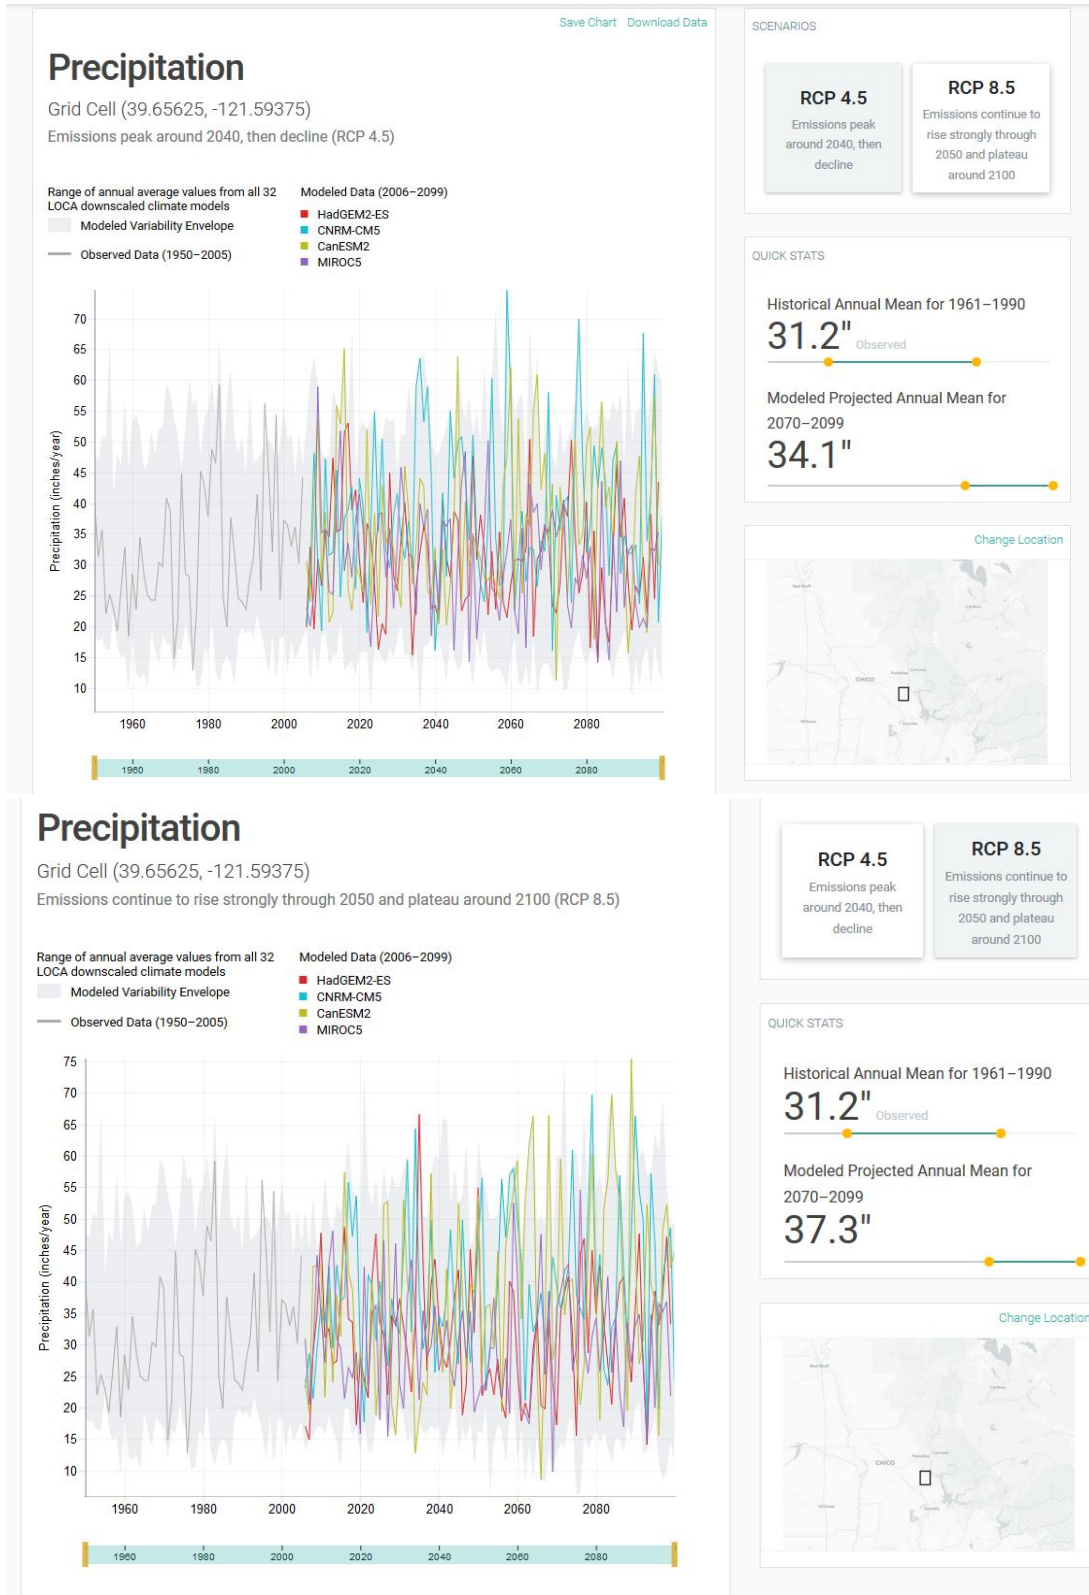 Save Chart Download Data
Precipitation
Grid Cell (39.65625, -121.59375)
Emissions peak around 2040, then decline (RCP 4.5)
Range of annual average values from all 32
LOCA downscaled climate models
Modeled Variability Envelope
Observed Data (1950–2005)
Modeled Data (2006–2099)
HadGEM2-ES
CNRM-CM5
CanESM2
MIROC5
Precipitation (inches/year)
70
65
60
55
50
45
40
35
30
25
20
15
10
1960 1980 2000 2020 2040 2060 2080
1960 1980 2000 2020 2040 2060 2080
SCENARIOS
RCP 4.5
Emissions peak
around 2040, then
decline
RCP 8.5
Emissions continue to
rise strongly through
2050 and plateau
around 2100
QUICK STATS
Historical Annual Mean for 1961–1990
31.2" Observed
Modeled Projected Annual Mean for
2070–2099
34.1"
Change Location
CHICO
Precipitation
Grid Cell (39.65625, -121.59375)
Emissions continue to rise strongly through 2050 and plateau around 2100 (RCP 8.5)
Range of annual average values from all 32
LOCA downscaled climate models
Modeled Variability Envelope
Observed Data (1950–2005)
Modeled Data (2006–2099)
HadGEM2-ES
CNRM-CM5
CanESM2
MIROC5
Precipitation (inches/year)
75
70
65
60
55
50
45
40
35
30
25
20
15
10
1960 1980 2000 2020 2040 2060 2080
1960 1980 2000 2020 2040 2060 2080
RCP 4.5
Emissions peak
around 2040, then
decline
RCP 8.5
Emissions continue to
rise strongly through
2050 and plateau
around 2100
QUICK STATS
Historical Annual Mean for 1961–1990
31.2" Observed
Modeled Projected Annual Mean for
2070–2099
37.3"
Change Location
CHICO